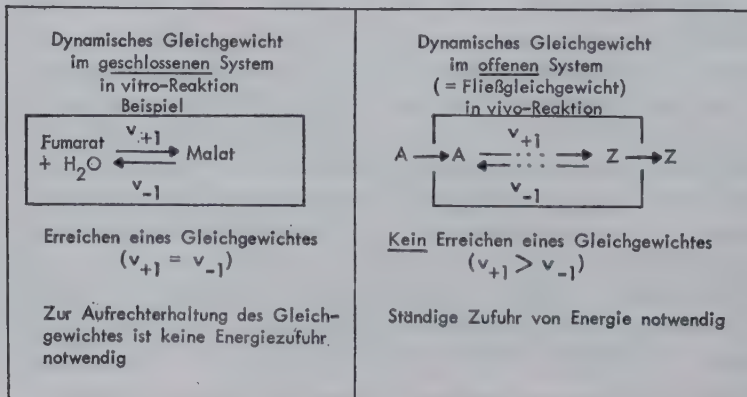 Dynamisches Gleichgewicht
im geschlossenen System
in vitro-Reaktion
Beispiel
v+1
Fumarat
+ H2O
Malat
v-1
Erreichen eines Gleichgewichtes
(v+1 = v-1)
Zur Aufrechterhaltung des Gleich-
gewichtes ist keine Energiezufuhr
notwendig
Dynamisches Gleichgewicht
im offenen System
( = Fließgleichgewicht)
in vivo-Reaktion
v+1
A → A ⇌ Z → Z
v-1
Kein Erreichen eines Gleichgewichtes
(v+1 > v-1)
Ständige Zufuhr von Energie notwendig